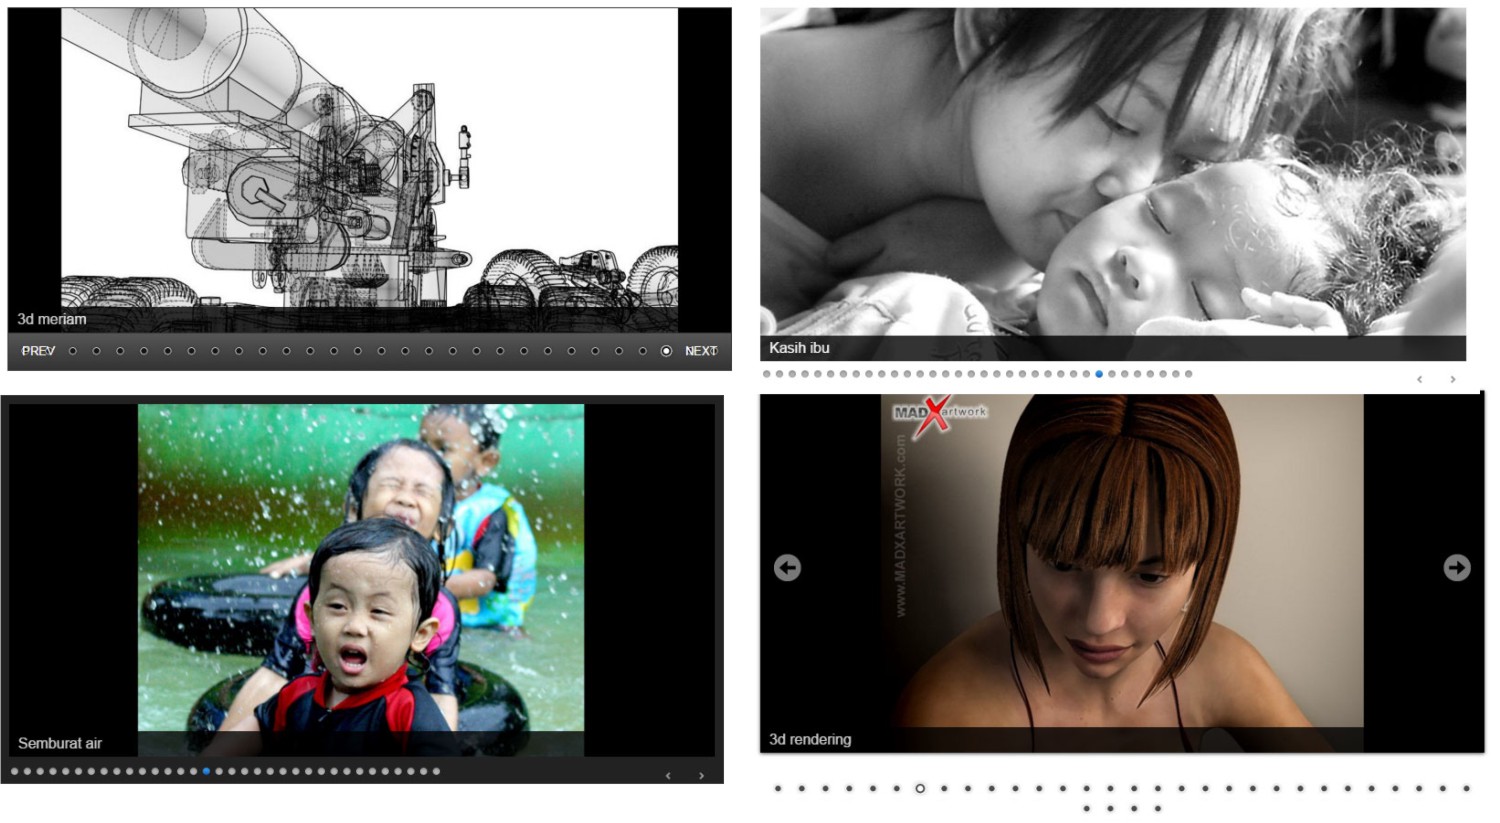 3d meriam
PREV
NEXT
Kasih ibu
Semburat air
MADXartwork
www.MADXARTWORK.com
3d rendering